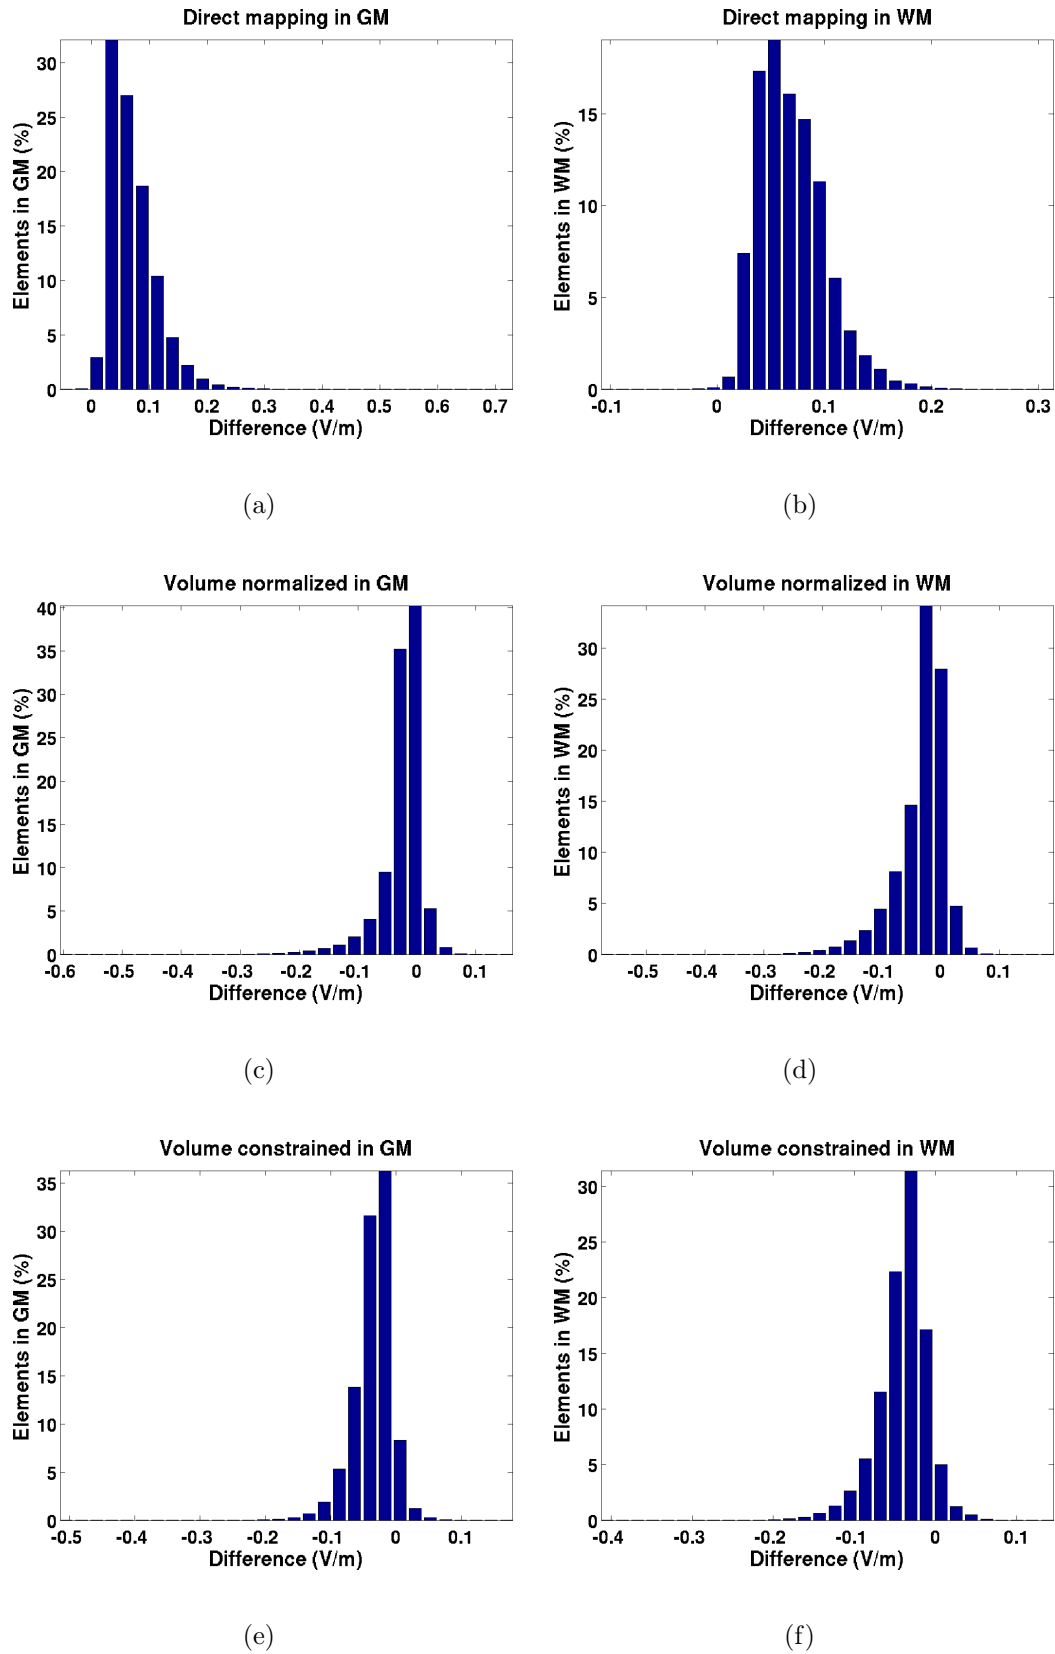 Direct mapping in GM
Elements in GM (%)
30
25
20
15
10
5
0
0 0.1 0.2 0.3 0.4 0.5 0.6 0.7
Difference (V/m)
(a)
Direct mapping in WM
Elements in WM (%)
15
10
5
0
-0.1 0 0.1 0.2 0.3
Difference (V/m)
(b)
Volume normalized in GM
Elements in GM (%)
40
35
30
25
20
15
10
5
0
-0.6 -0.5 -0.4 -0.3 -0.2 -0.1 0 0.1
Difference (V/m)
(c)
Volume normalized in WM
Elements in WM (%)
30
25
20
15
10
5
0
-0.5 -0.4 -0.3 -0.2 -0.1 0 0.1
Difference (V/m)
(d)
Volume constrained in GM
Elements in GM (%)
35
30
25
20
15
10
5
0
-0.5 -0.4 -0.3 -0.2 -0.1 0 0.1
Difference (V/m)
(e)
Volume constrained in WM
Elements in WM (%)
30
25
20
15
10
5
0
-0.4 -0.3 -0.2 -0.1 0 0.1
Difference (V/m)
(f)